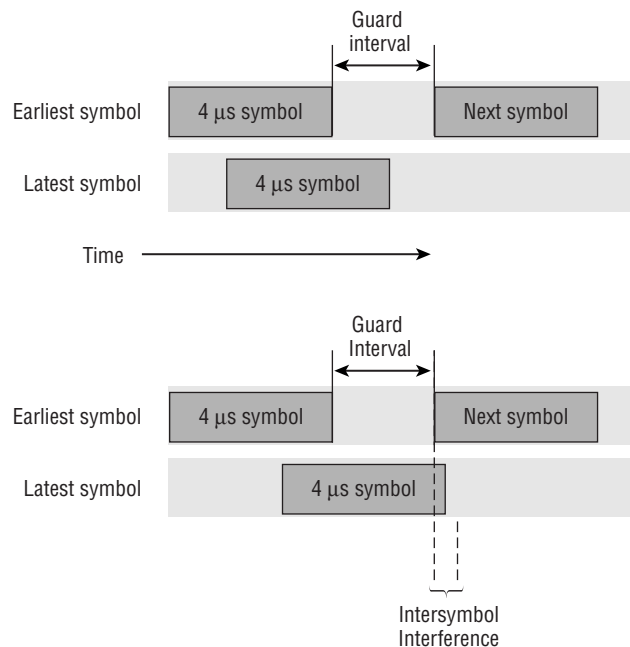 Guard
interval
Earliest symbol
4 μs symbol
Next symbol
Latest symbol
4 μs symbol
Time
Guard
Interval
Earliest symbol
4 μs symbol
Next symbol
Latest symbol
4 μs symbol
Intersymbol
Interference